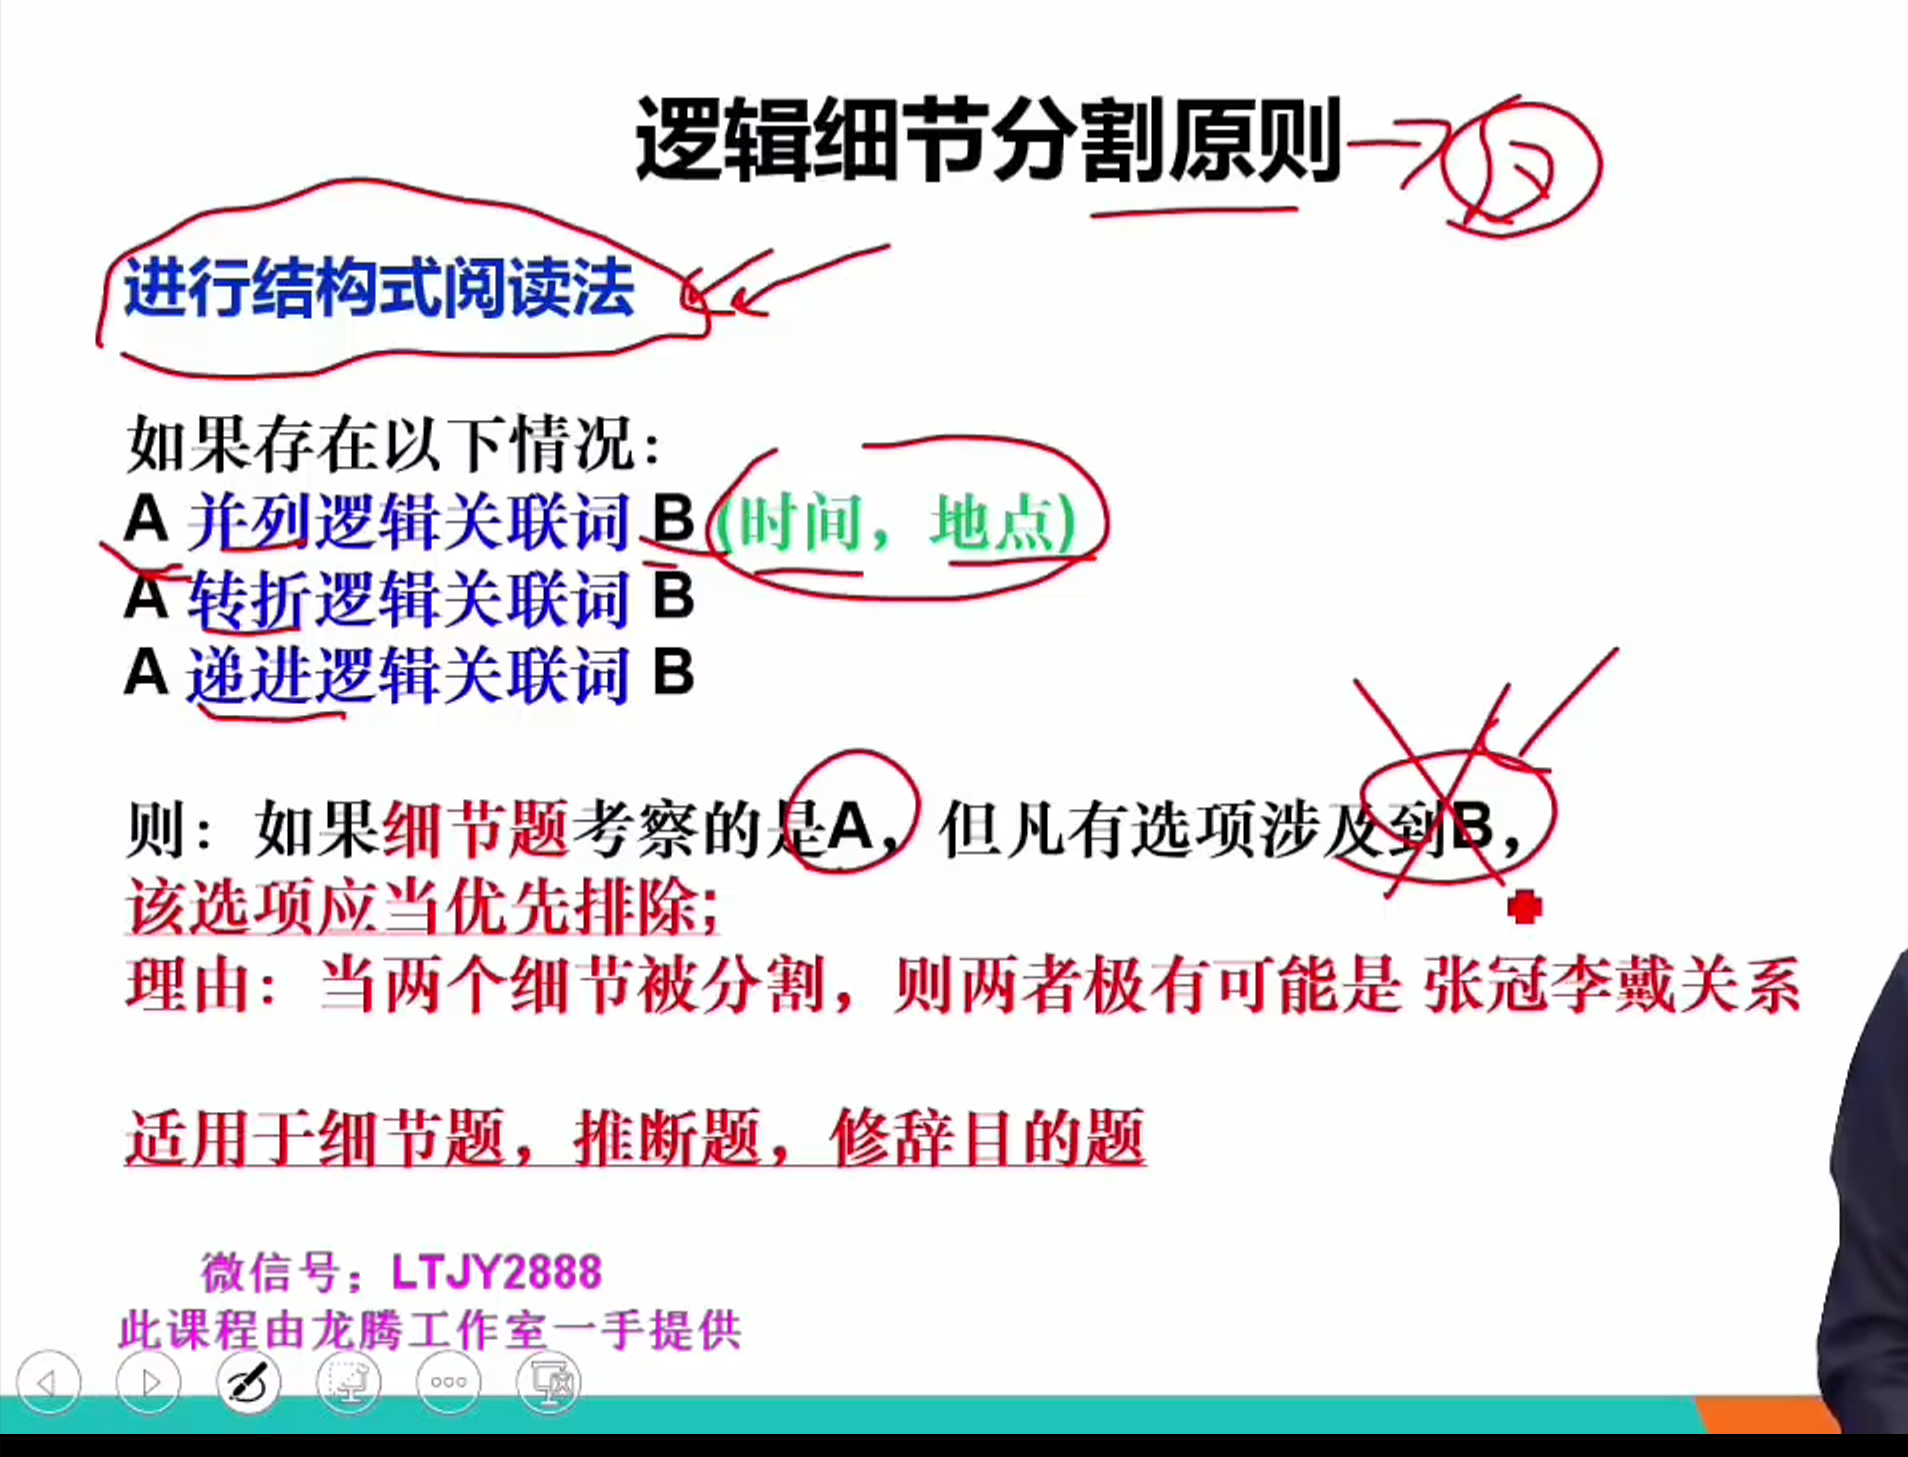 逻辑细节分割原则
进行结构式阅读法
如果存在以下情况：
A 并列逻辑关联词 B (时间，地点)
A 转折逻辑关联词 B
A 递进逻辑关联词 B
则：如果细节题考察的是A，但凡有选项涉及到B，
该选项应当优先排除；
理由：当两个细节被分割，则两者极有可能是 张冠李戴关系
适用于细节题，推断题，修辞目的题
微信号；LTJY2888
此课程由龙腾工作室一手提供